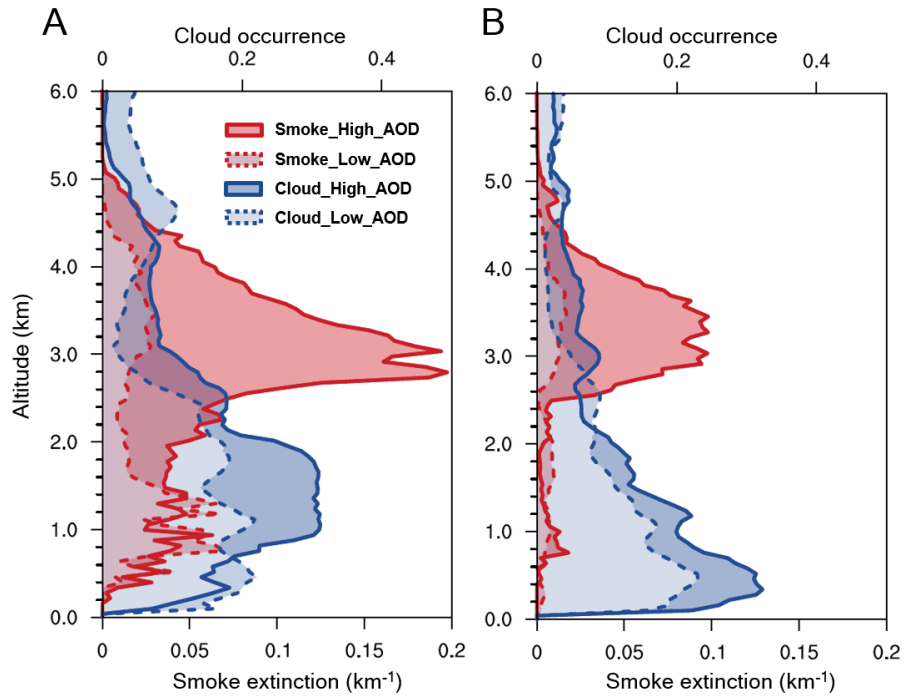 A
Cloud occurrence
0 0.2 0.4
6.0
5.0
4.0
3.0
2.0
1.0
0.0
Altitude (km)
Smoke_High_AOD
Smoke_Low_AOD
Cloud_High_AOD
Cloud_Low_AOD
0 0.05 0.1 0.15 0.2
Smoke extinction (km⁻¹)
B
Cloud occurrence
0 0.2 0.4
6.0
5.0
4.0
3.0
2.0
1.0
0.0
0 0.05 0.1 0.15 0.2
Smoke extinction (km⁻¹)